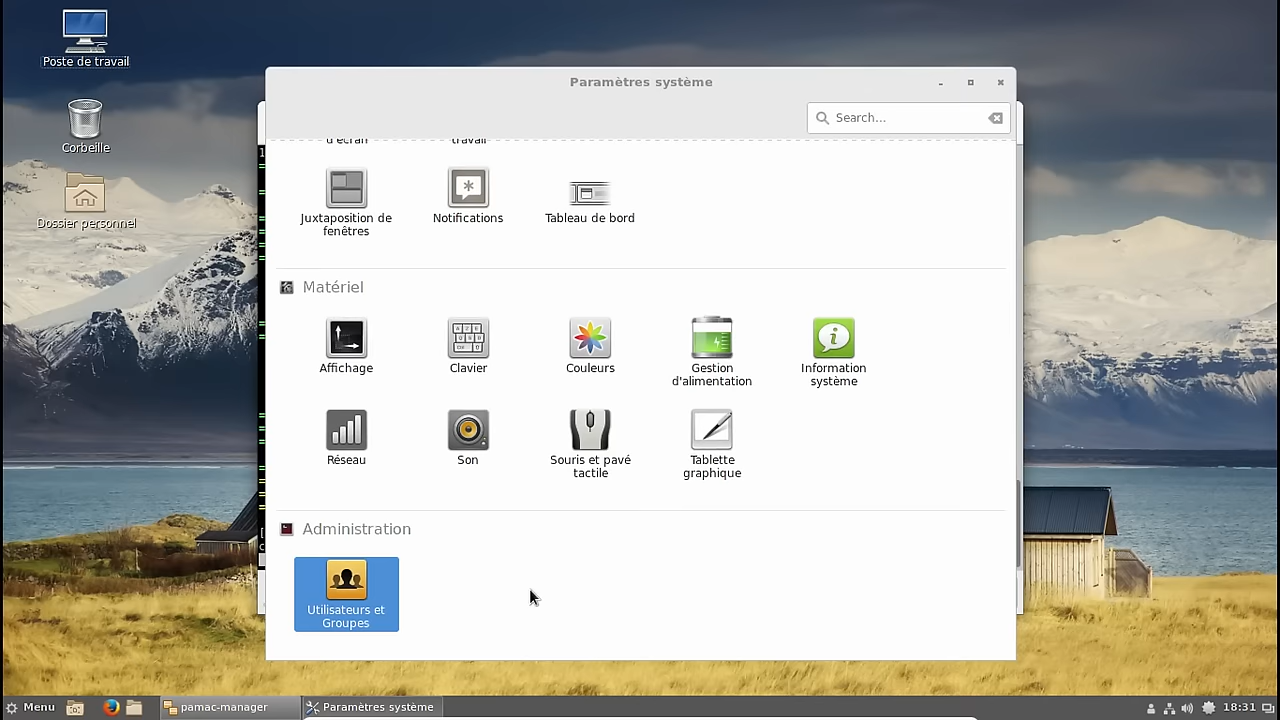 Poste de travail
Corbeille
Dossier personnel
Paramètres système
Search...
d'écran
travail
Juxtaposition de
fenêtres
Notifications
Tableau de bord
Matériel
Affichage
Clavier
Couleurs
Gestion
d'alimentation
Information
système
Réseau
Son
Souris et pavé
tactile
Tablette
graphique
Administration
Utilisateurs et
Groupes
Menu
pamac-manager
Paramètres système
18:31